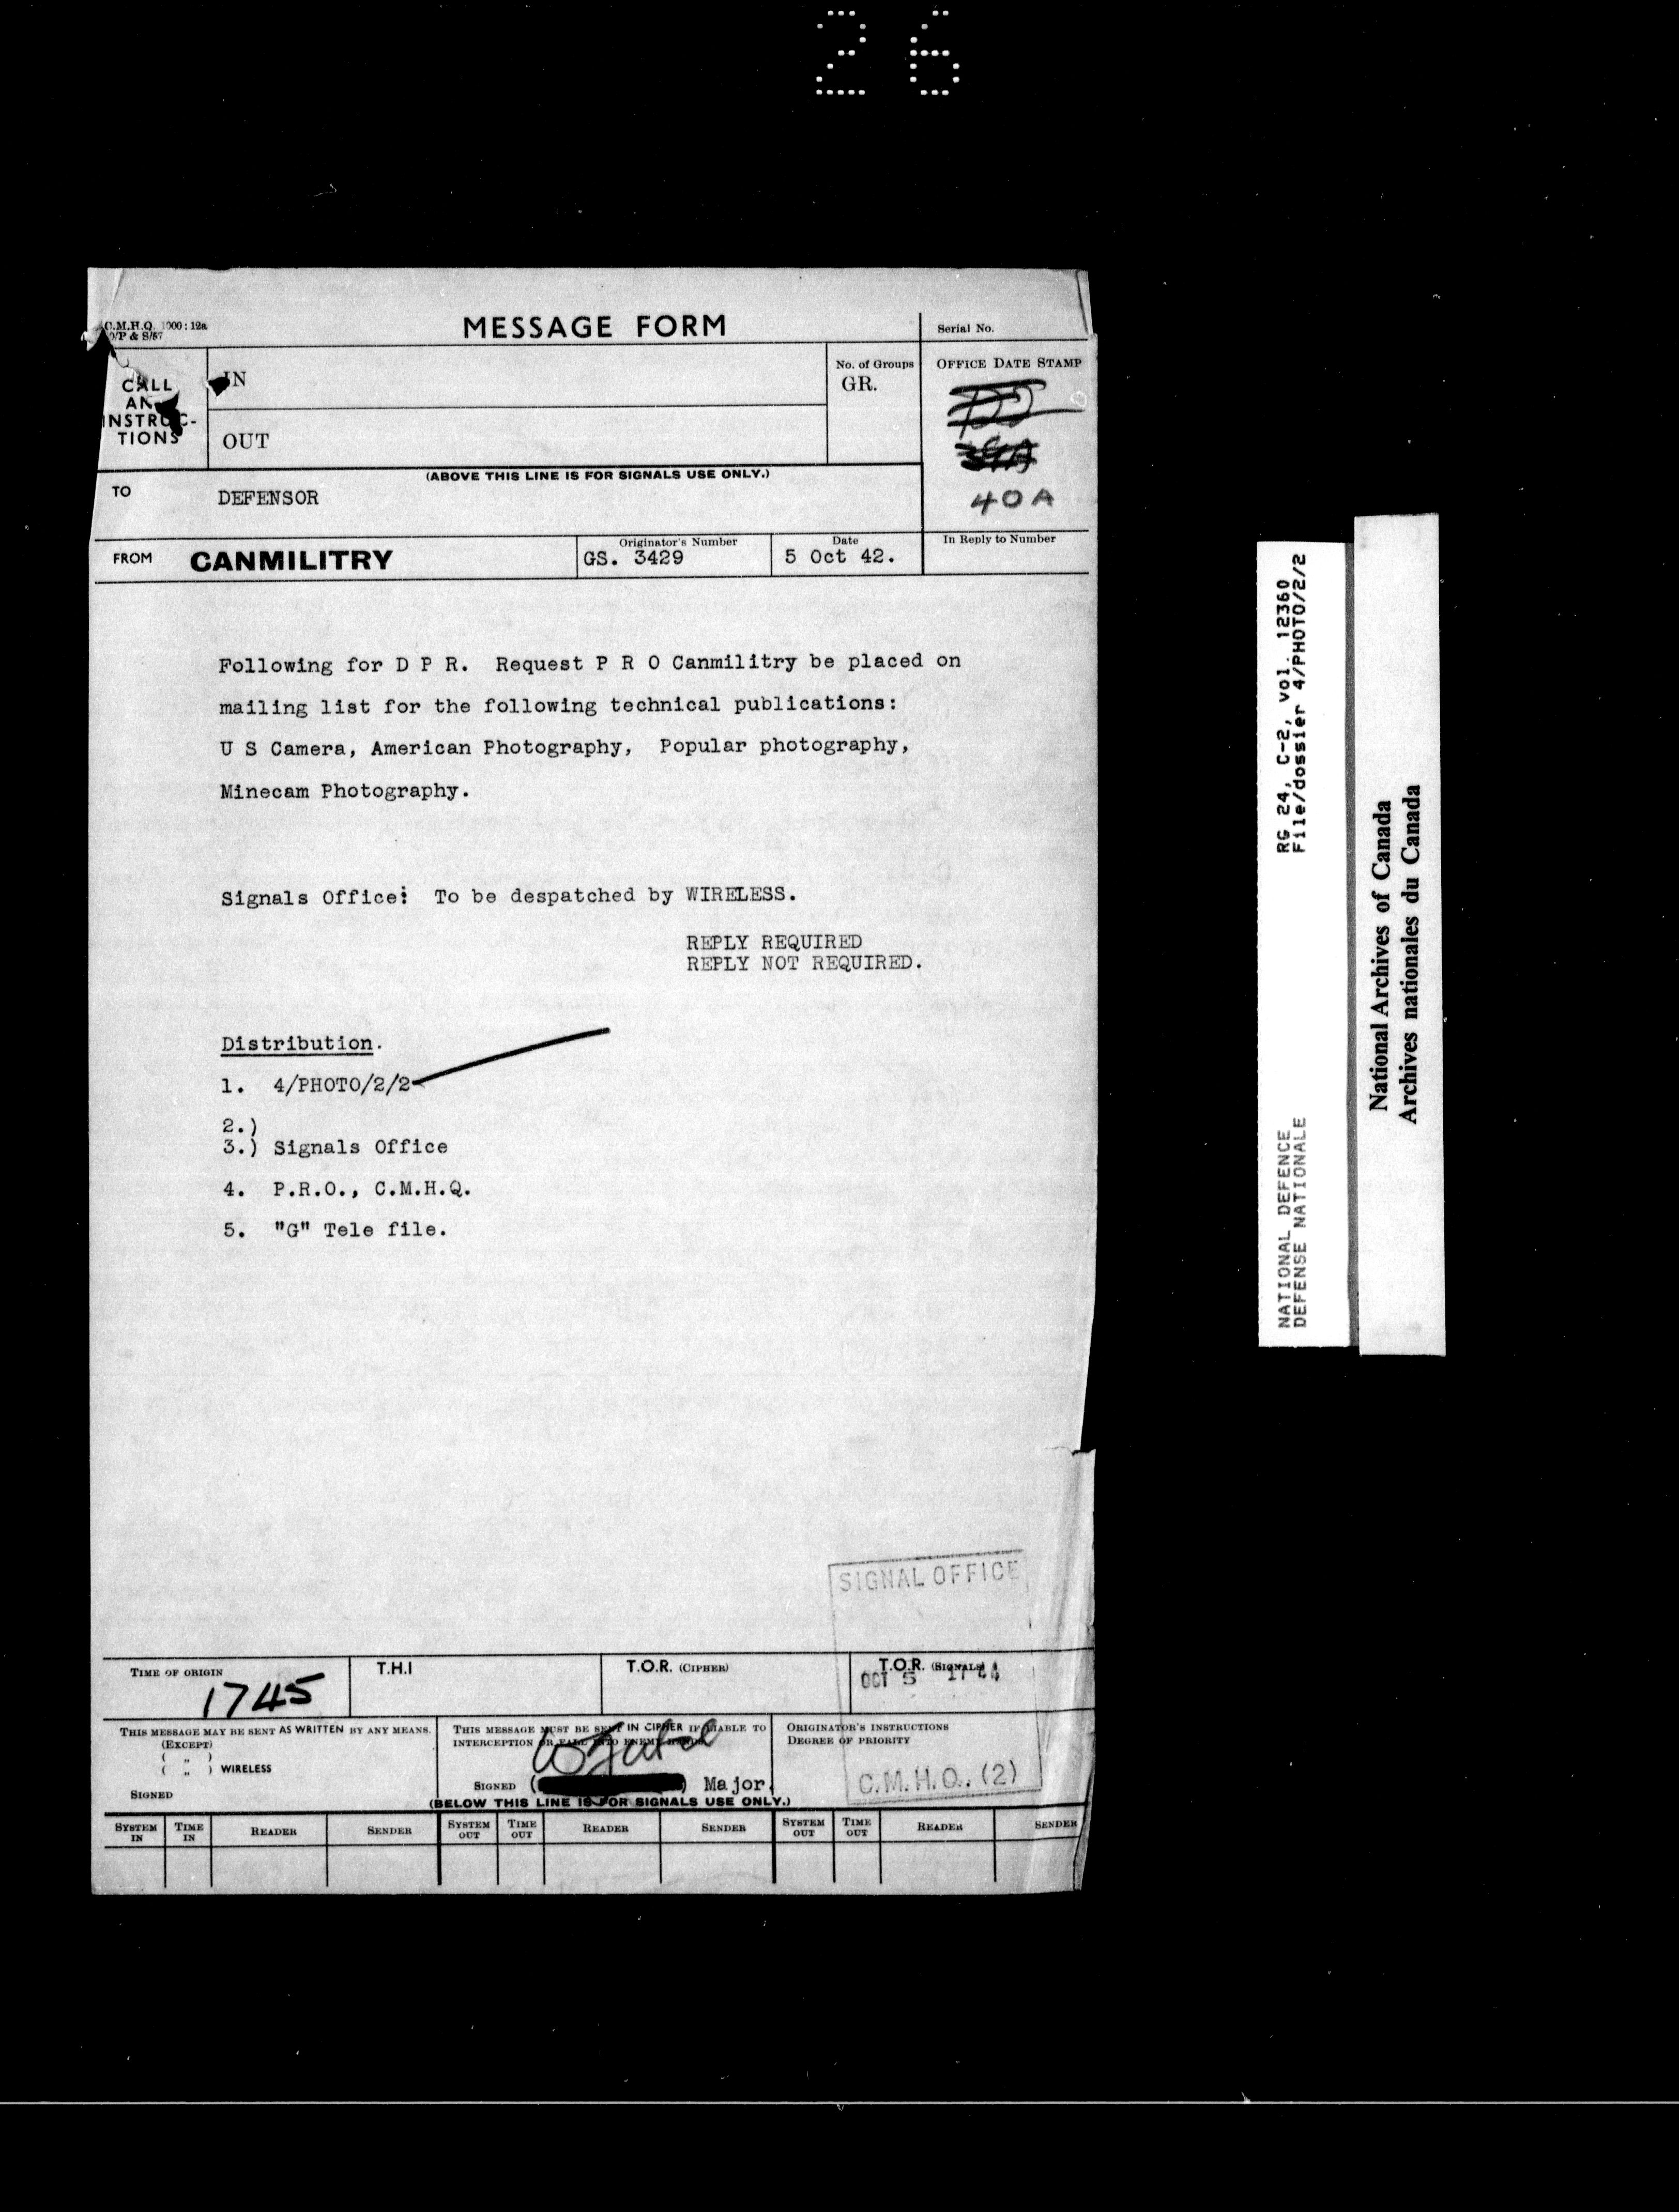 26
C.M.H.Q. 1000 : 12a
/P & S/57
MESSAGE FORM
Serial No.
CALL
AN
INSTRUC-
TIONS
IN
OUT
No. of Groups
GR.
OFFICE DATE STAMP
(ABOVE THIS LINE IS FOR SIGNALS USE ONLY.)
40A
TO
DEFENSOR
FROM
CANMILITRY
Originator's Number
GS. 3429
Date
5 Oct 42.
In Reply to Number
Following for D P R. Request P R O Canmilitry be placed on
mailing list for the following technical publications:
U S Camera, American Photography, Popular photography,
Minecam Photography.
Signals Office: To be despatched by WIRELESS.
REPLY REQUIRED
REPLY NOT REQUIRED.
Distribution.
1. 4/PHOTO/2/2
2.)
3.) Signals Office
4. P.R.O., C.M.H.Q.
5. "G" Tele file.
SIGNAL OFFICE
TIME OF ORIGIN
1745
T.H.I
T.O.R. (CIPHER)
T.O.R. (SIGNALS)
OCT 5
THIS MESSAGE MAY BE SENT AS WRITTEN BY ANY MEANS.
(EXCEPT)
( „ )
( „ ) WIRELESS
SIGNED
THIS MESSAGE MUST BE SENT IN CIPHER IF LIABLE TO
INTERCEPTION OR FALL INTO ENEMY HANDS
SIGNED ( ) Major.
ORIGINATOR'S INSTRUCTIONS
DEGREE OF PRIORITY
C.M.H.Q. (2)
(BELOW THIS LINE IS FOR SIGNALS USE ONLY.)
SYSTEM IN
TIME IN
READER
SENDER
SYSTEM OUT
TIME OUT
READER
SENDER
SYSTEM OUT
TIME OUT
READER
SENDER
RG 24, C-2, vol. 12360
File/dossier 4/PHOTO/2/2
NATIONAL DEFENCE
DEFENSE NATIONALE
National Archives of Canada
Archives nationales du Canada